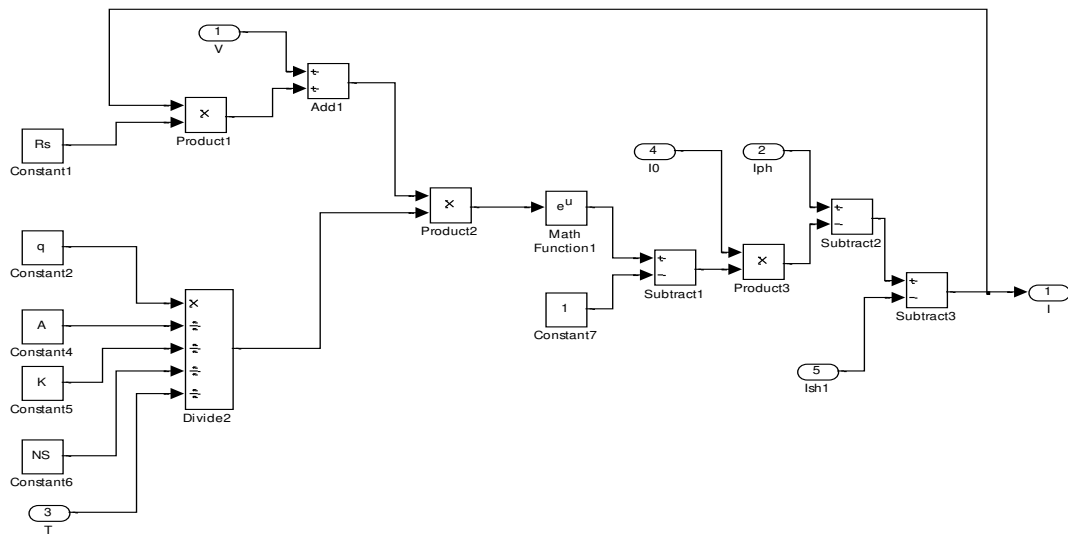 1
V
+
+
Add1
×
Product1
Rs
Constant1
4
I0
2
Iph
×
Product2
e^u
Math
Function1
+
−
Subtract2
q
Constant2
+
−
Subtract1
×
Product3
+
−
Subtract3
1
I
1
Constant7
×
÷
÷
÷
÷
Divide2
A
Constant4
K
Constant5
5
Ish1
NS
Constant6
3
T